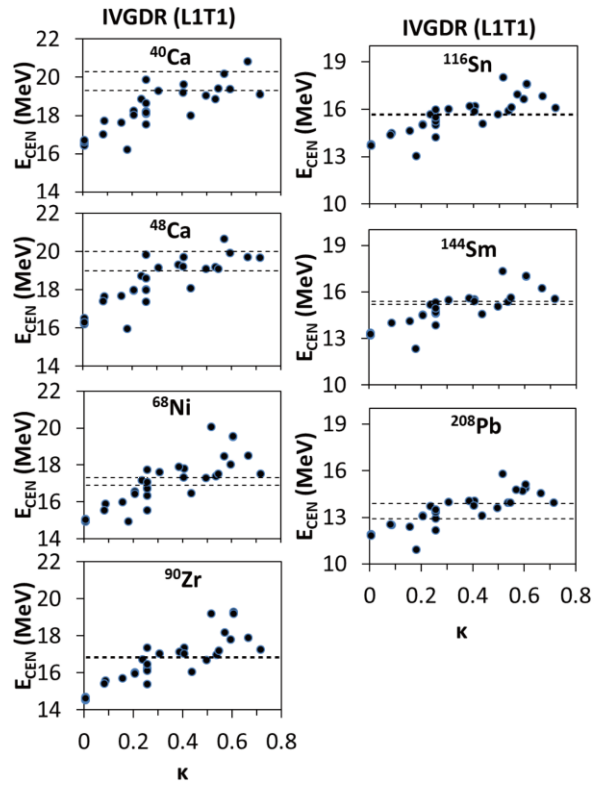 IVGDR (L1T1)
⁴⁰Ca
E_CEN (MeV)
22
20
18
16
14
⁴⁸Ca
E_CEN (MeV)
22
20
18
16
14
⁶⁸Ni
E_CEN (MeV)
22
20
18
16
14
⁹⁰Zr
E_CEN (MeV)
22
20
18
16
14
0 0.2 0.4 0.6 0.8
κ
IVGDR (L1T1)
¹¹⁶Sn
E_CEN (MeV)
19
16
13
10
¹⁴⁴Sm
E_CEN (MeV)
19
16
13
10
²⁰⁸Pb
E_CEN (MeV)
19
16
13
10
0 0.2 0.4 0.6 0.8
κ